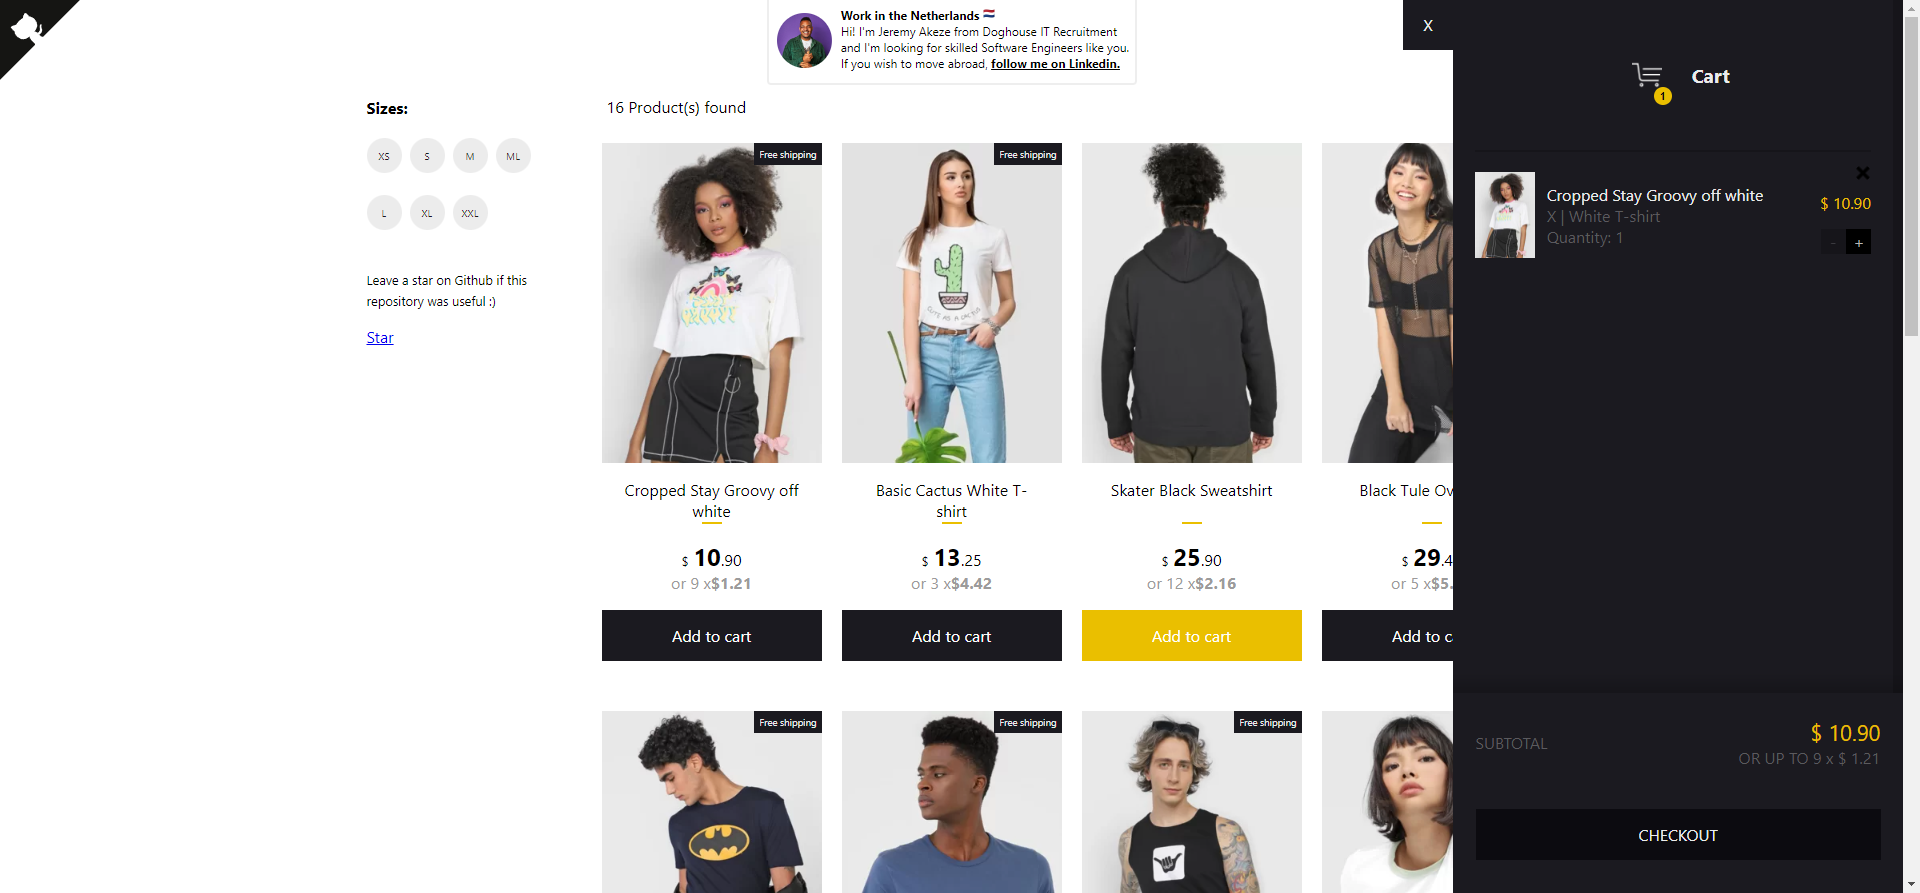 Work in the Netherlands
Hi! I'm Jeremy Akeze from Doghouse IT Recruitment
and I'm looking for skilled Software Engineers like you.
If you wish to move abroad, follow me on Linkedin.
X
Cart
1
Sizes:
XS S M ML
L XL XXL
Leave a star on Github if this
repository was useful :)
Star
16 Product(s) found
Free shipping
Cropped Stay Groovy off
white
$ 10.90
or 9 x$1.21
Add to cart
Free shipping
CUTE AS A CACTUS
Basic Cactus White T-
shirt
$ 13.25
or 3 x$4.42
Add to cart
Skater Black Sweatshirt
$ 25.90
or 12 x$2.16
Add to cart
Black Tule Ov
$ 29.4
or 5 x$5.
Add to c
Free shipping
Free shipping
Free shipping
Cropped Stay Groovy off white
X | White T-shirt
Quantity: 1
$ 10.90
- +
SUBTOTAL
$ 10.90
OR UP TO 9 x $ 1.21
CHECKOUT